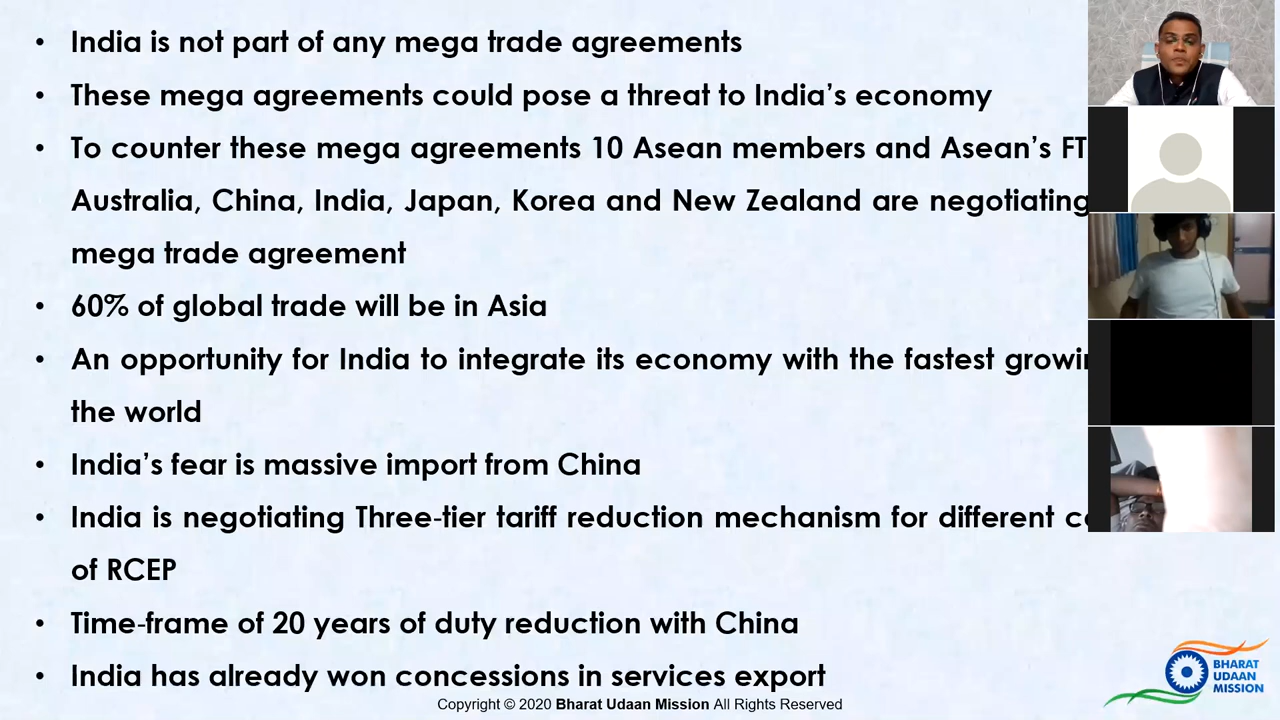 • India is not part of any mega trade agreements
• These mega agreements could pose a threat to India’s economy
• To counter these mega agreements 10 Asean members and Asean’s
Australia, China, India, Japan, Korea and New Zealand are negotiating
mega trade agreement
• 60% of global trade will be in Asia
• An opportunity for India to integrate its economy with the fastest
the world
• India’s fear is massive import from China
• India is negotiating Three-tier tariff reduction mechanism for different
of RCEP
• Time-frame of 20 years of duty reduction with China
• India has already won concessions in services export
BHARAT
UDAAN
MISSION
Copyright © 2020 Bharat Udaan Mission All Rights Reserved